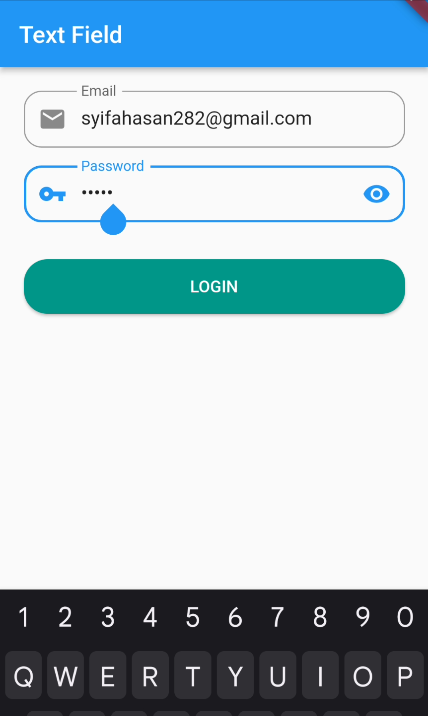 Text Field
Email
syifahasan282@gmail.com
Password
•••••
LOGIN
1 2 3 4 5 6 7 8 9 0
Q W E R T Y U I O P